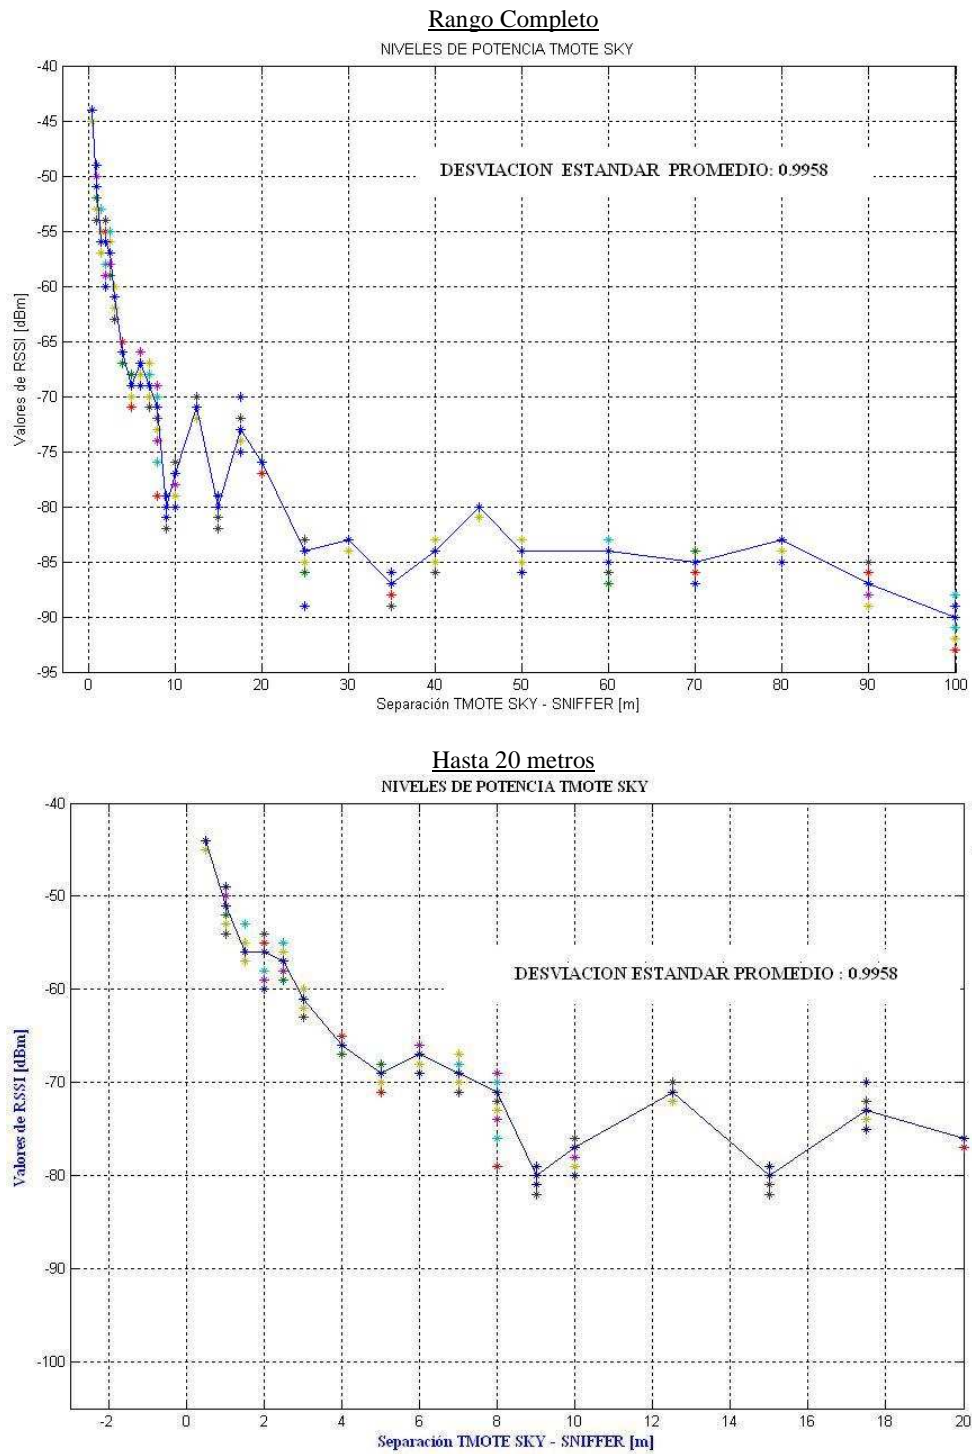 Rango Completo
NIVELES DE POTENCIA TMOTE SKY
-40
-45
-50
-55
-60
-65
-70
-75
-80
-85
-90
-95
Valores de RSSI [dBm]
DESVIACION ESTANDAR PROMEDIO: 0.9958
0 10 20 30 40 50 60 70 80 90 100
Separación TMOTE SKY - SNIFFER [m]
Hasta 20 metros
NIVELES DE POTENCIA TMOTE SKY
-40
-50
-60
-70
-80
-90
-100
Valores de RSSI [dBm]
DESVIACION ESTANDAR PROMEDIO : 0.9958
-2 0 2 4 6 8 10 12 14 16 18 20
Separación TMOTE SKY - SNIFFER [m]